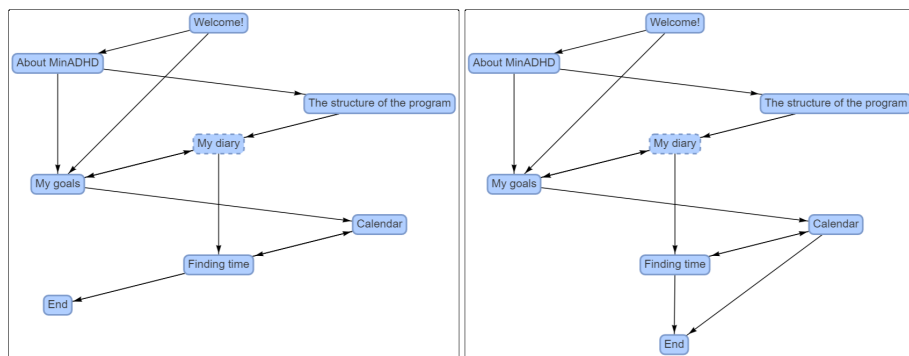 Welcome!
About MinADHD
The structure of the program
My diary
My goals
Calendar
Finding time
End
Welcome!
About MinADHD
The structure of the program
My diary
My goals
Calendar
Finding time
End